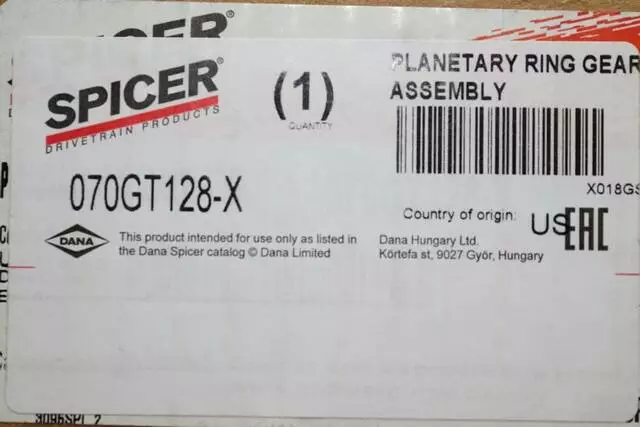 SPICER®
DRIVETRAIN PRODUCTS
(1)
QUANTITY
PLANETARY RING GEAR
ASSEMBLY
X018GS
070GT128-X
Country of origin: US
EAC
DANA
This product intended for use only as listed in
the Dana Spicer catalog © Dana Limited
Dana Hungary Ltd.
Körtefa st, 9027 Győr, Hungary